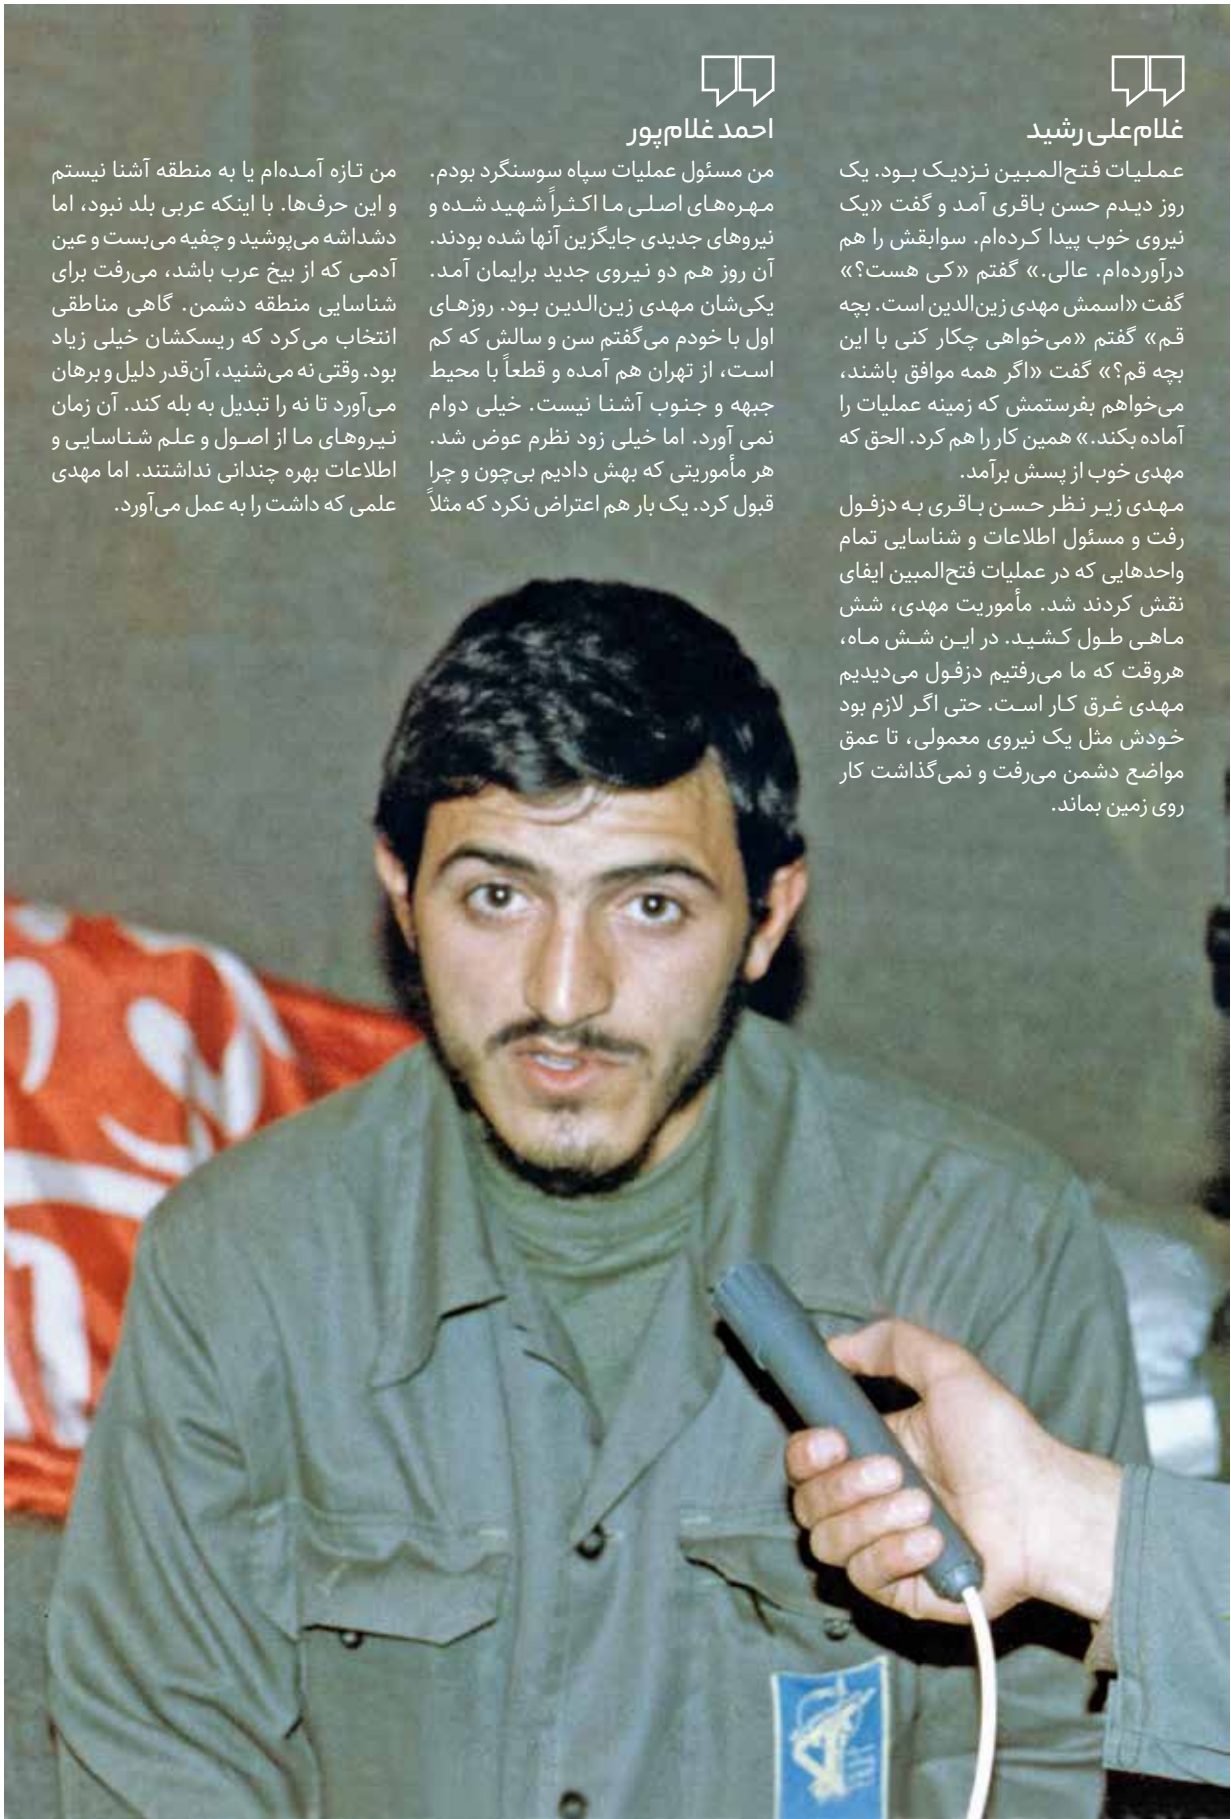 غلامعلی رشید
عملیات فتح‌المبین نزدیک بود. یک
روز دیدم حسن باقری آمد و گفت «یک
نیروی خوب پیدا کرده‌ام. سوابقش را هم
درآورده‌ام. عالی.» گفتم «کی هست؟»
گفت «اسمش مهدی زین‌الدین است. بچه
قم» گفتم «می‌خواهی چکار کنی با این
بچه قم؟» گفت «اگر همه موافق باشند،
می‌خواهم بفرستمش که زمینه عملیات را
آماده بکند.» همین کار را هم کرد. الحق که
مهدی خوب از پسش برآمد.
مهدی زیر نظر حسن باقری به دزفول
رفت و مسئول اطلاعات و شناسایی تمام
واحدهایی که در عملیات فتح‌المبین ایفای
نقش کردند شد. مأموریت مهدی، شش
ماهی طول کشید. در این شش ماه،
هروقت که ما می‌رفتیم دزفول می‌دیدیم
مهدی غرق کار است. حتی اگر لازم بود
خودش مثل یک نیروی معمولی، تا عمق
مواضع دشمن می‌رفت و نمی‌گذاشت کار
روی زمین بماند.
احمد غلام‌پور
من مسئول عملیات سپاه سوسنگرد بودم.
مهره‌های اصلی ما اکثراً شهید شده و
نیروهای جدیدی جایگزین آنها شده بودند.
آن روز هم دو نیروی جدید برایمان آمد.
یکی‌شان مهدی زین‌الدین بود. روزهای
اول با خودم می‌گفتم سن و سالش که کم
است، از تهران هم آمده و قطعاً با محیط
جبهه و جنوب آشنا نیست. خیلی دوام
نمی آورد. اما خیلی زود نظرم عوض شد.
هر مأموریتی که بهش دادیم بی‌چون و چرا
قبول کرد. یک بار هم اعتراض نکرد که مثلاً
من تازه آمده‌ام یا به منطقه آشنا نیستم
و این حرف‌ها. با اینکه عربی بلد نبود، اما
دشداشه می‌پوشید و چفیه می‌بست و عین
آدمی که از بیخ عرب باشد، می‌رفت برای
شناسایی منطقه دشمن. گاهی مناطقی
انتخاب می‌کرد که ریسکشان خیلی زیاد
بود. وقتی نه می‌شنید، آن‌قدر دلیل و برهان
می‌آورد تا نه را تبدیل به بله کند. آن زمان
نیروهای ما از اصول و علم شناسایی و
اطلاعات بهره چندانی نداشتند. اما مهدی
علمی که داشت را به عمل می‌آورد.